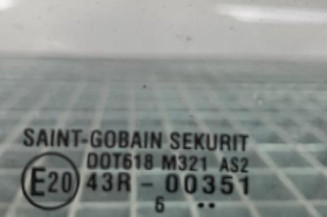 SAINT-GOBAIN SEKURIT
DOT618 M321 AS2
E20 43R - 00351
6 ••